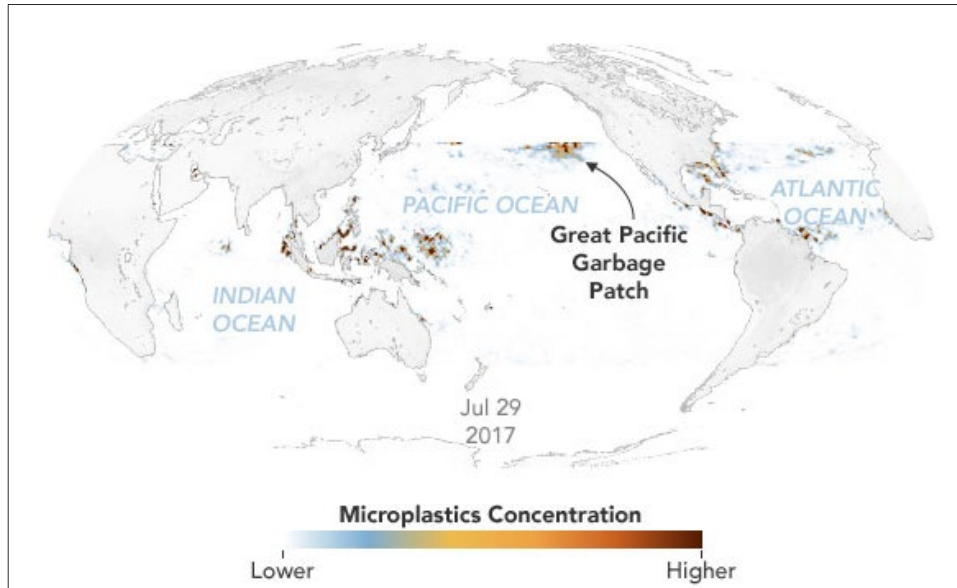 PACIFIC OCEAN
ATLANTIC
OCEAN
Great Pacific
Garbage
Patch
INDIAN
OCEAN
Jul 29
2017
Microplastics Concentration
Lower
Higher